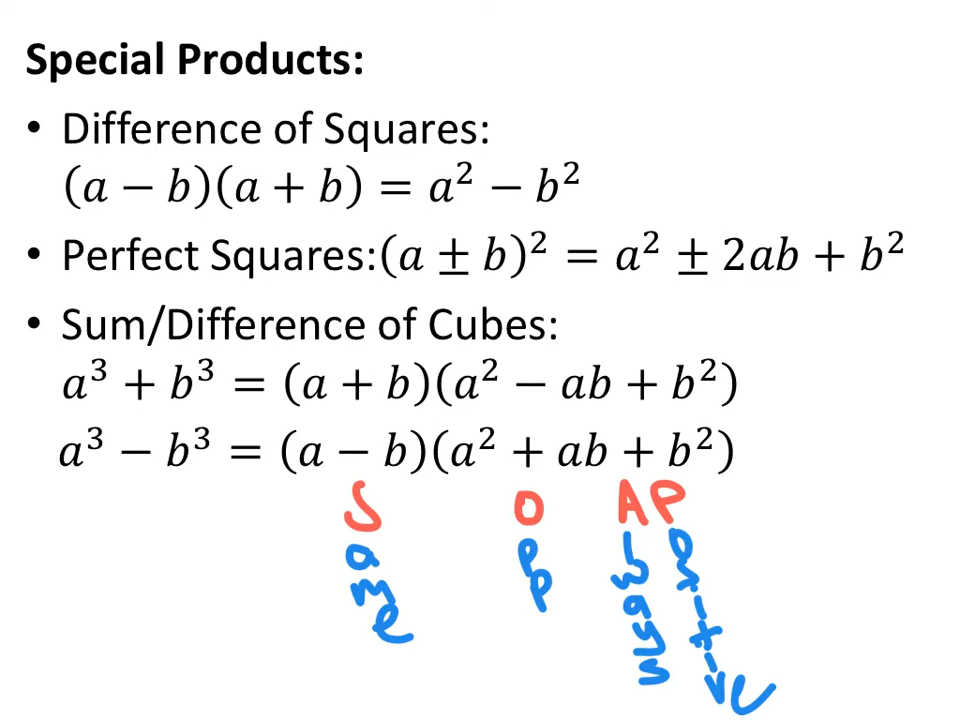 Special Products:
• Difference of Squares:
(a − b)(a + b) = a² − b²
• Perfect Squares: (a ± b)² = a² ± 2ab + b²
• Sum/Difference of Cubes:
a³ + b³ = (a + b)(a² − ab + b²)
a³ − b³ = (a − b)(a² + ab + b²)
Same
Opp
Always
Positive